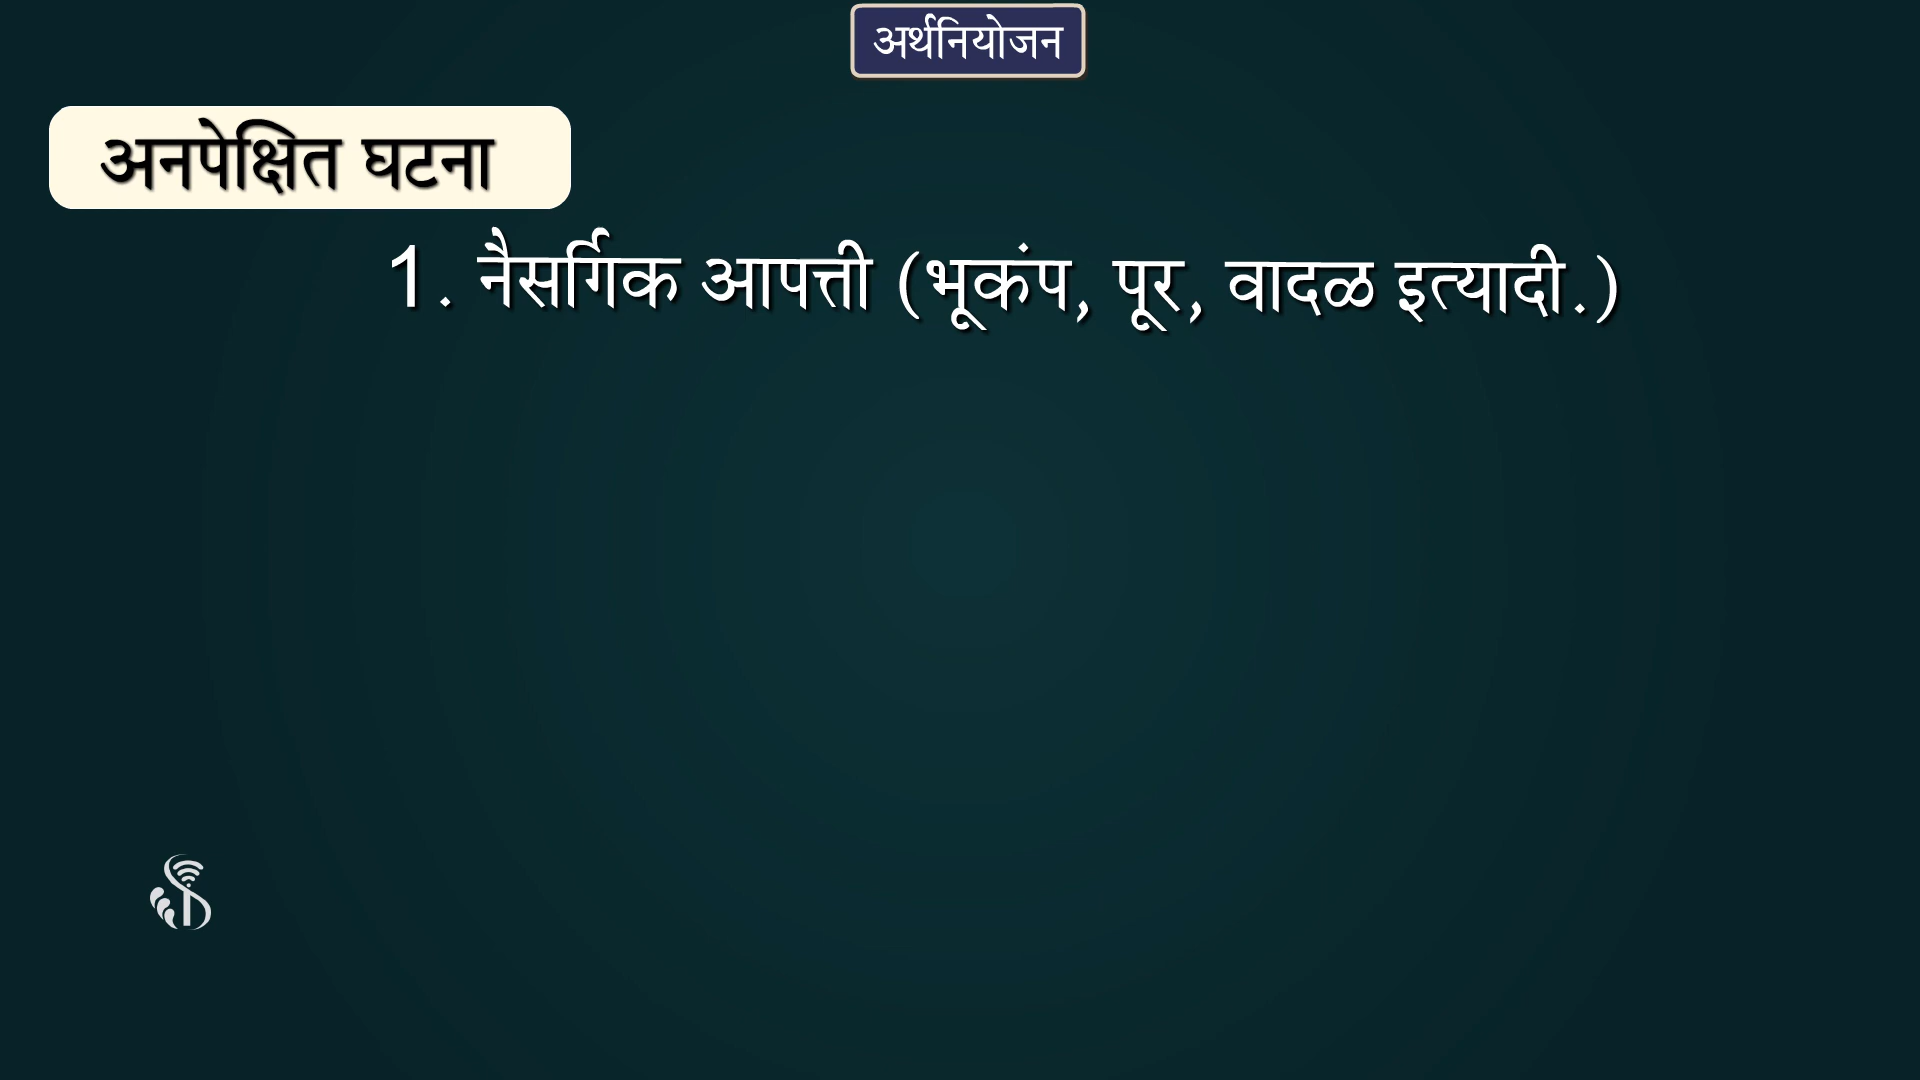 अर्थनियोजन
अनपेक्षित घटना
1. नैसर्गिक आपत्ती (भूकंप, पूर, वादळ इत्यादी.)